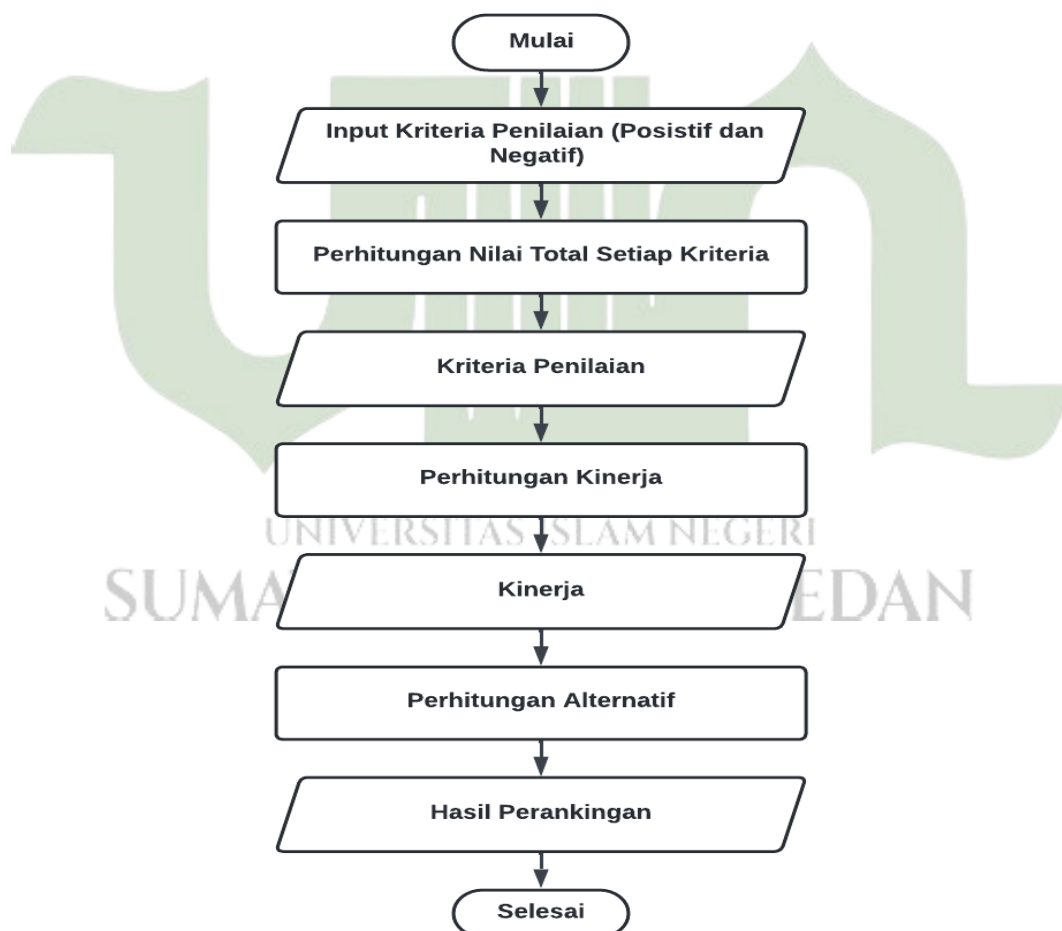 Mulai
Input Kriteria Penilaian (Posistif dan
Negatif)
Perhitungan Nilai Total Setiap Kriteria
Kriteria Penilaian
Perhitungan Kinerja
UNIVERSITAS ISLAM NEGERI
Kinerja
SUMA EDAN
Perhitungan Alternatif
Hasil Perankingan
Selesai